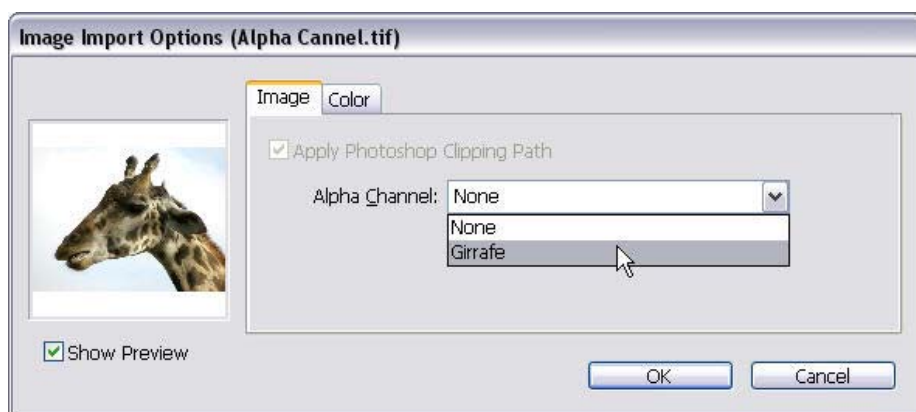 Image Import Options (Alpha Cannel.tif)
Image Color
Apply Photoshop Clipping Path
Alpha Channel: None
None
Girrafe
Show Preview
OK Cancel